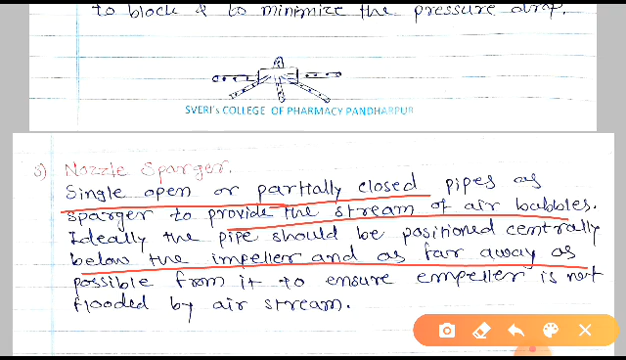 to block & to minimize the pressure drop.
SVERI's COLLEGE OF PHARMACY PANDHARPUR
3) Nozzle Sparger.
Single open or partially closed pipes as
sparger to provide the stream of air bubbles.
Ideally the pipe should be positioned centrally
below the impeller and as far away as
possible from it to ensure empeller is not
flooded by air stream.